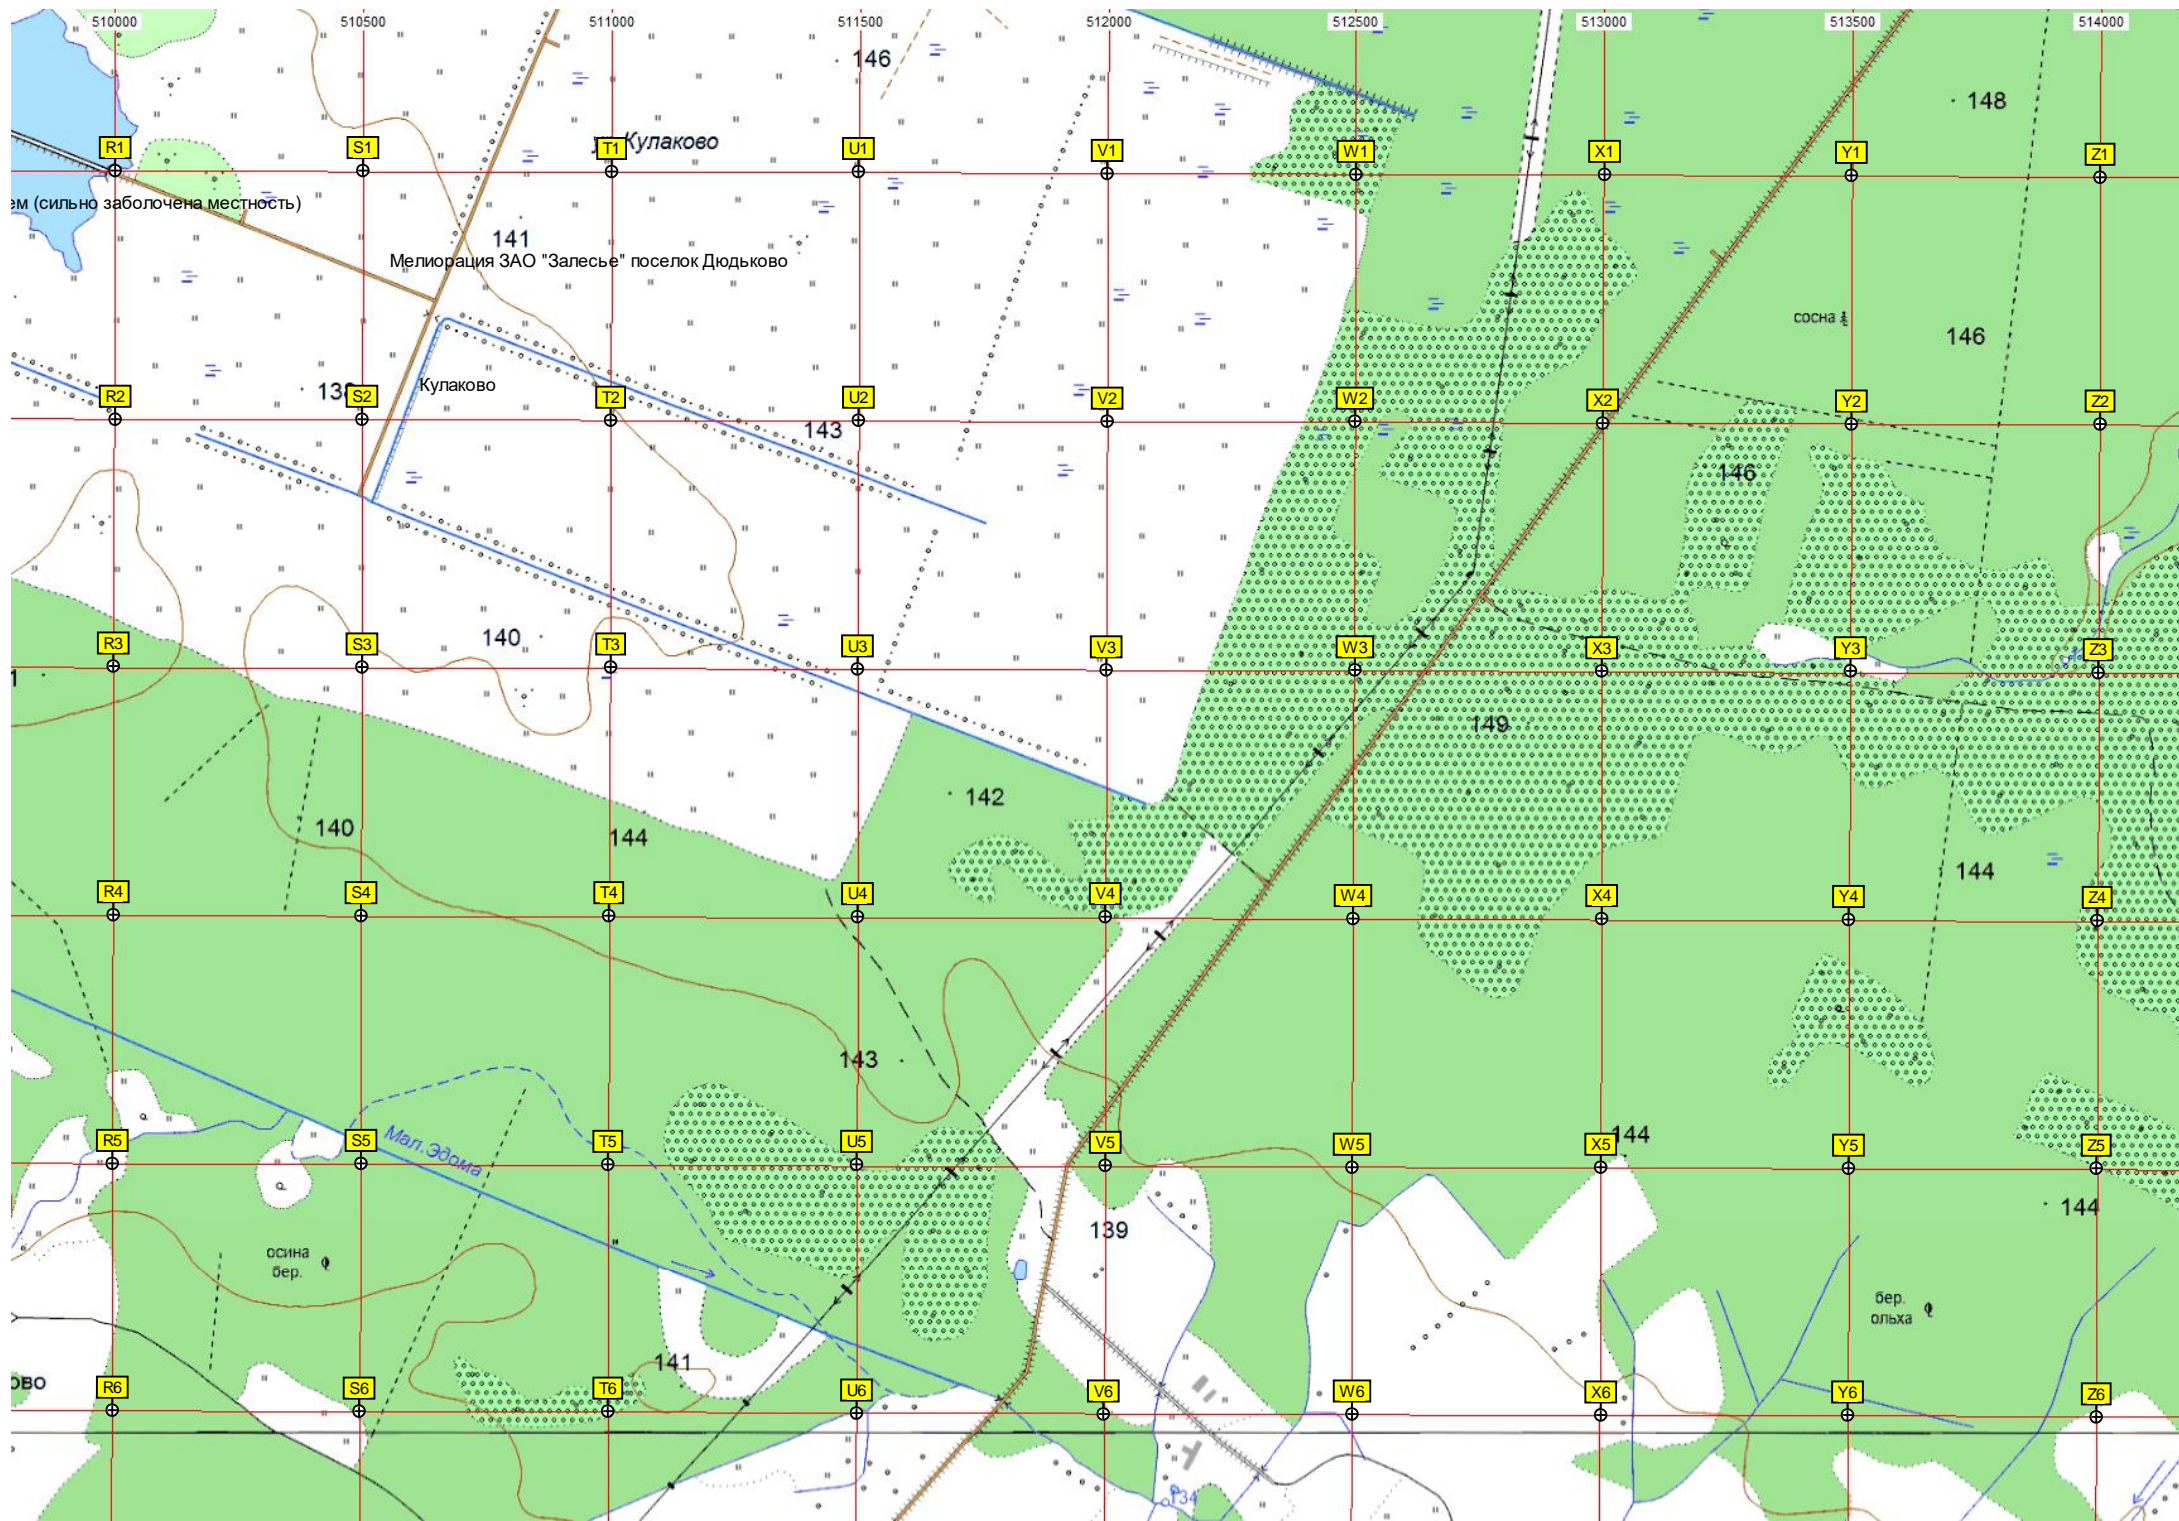 510000 510500 511000 511500 512000 512500 513000 513500 514000
146
148
Кулаково
R1 S1 T1 U1 V1 W1 X1 Y1 Z1
ем (сильно заболочена местность)
141
Мелиорация ЗАО "Залесье" поселок Дюдьково
сосна
146
Кулаково
R2 S2 T2 U2 V2 W2 X2 Y2 Z2
143
146
140
R3 S3 T3 U3 V3 W3 X3 Y3 Z3
1
149
142
140
144
144
R4 S4 T4 U4 V4 W4 X4 Y4 Z4
143
Мал.Эдома
144
R5 S5 T5 U5 V5 W5 X5 Y5 Z5
144
139
осина
бер.
бер.
ольха
141
ово
R6 S6 T6 U6 V6 W6 X6 Y6 Z6